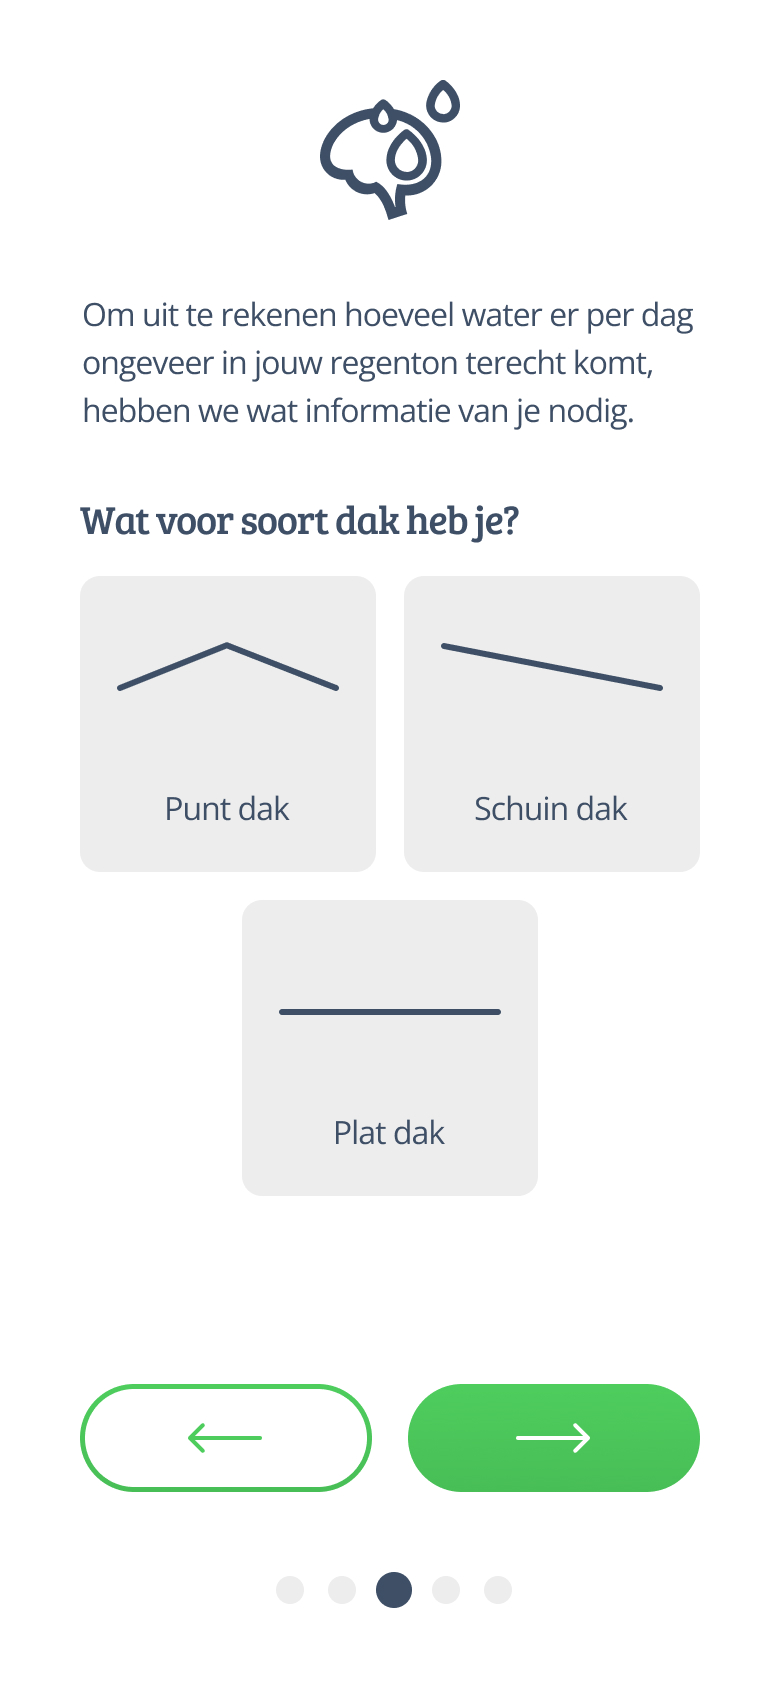 Om uit te rekenen hoeveel water er per dag
ongeveer in jouw regenton terecht komt,
hebben we wat informatie van je nodig.
Wat voor soort dak heb je?
Punt dak
Schuin dak
Plat dak